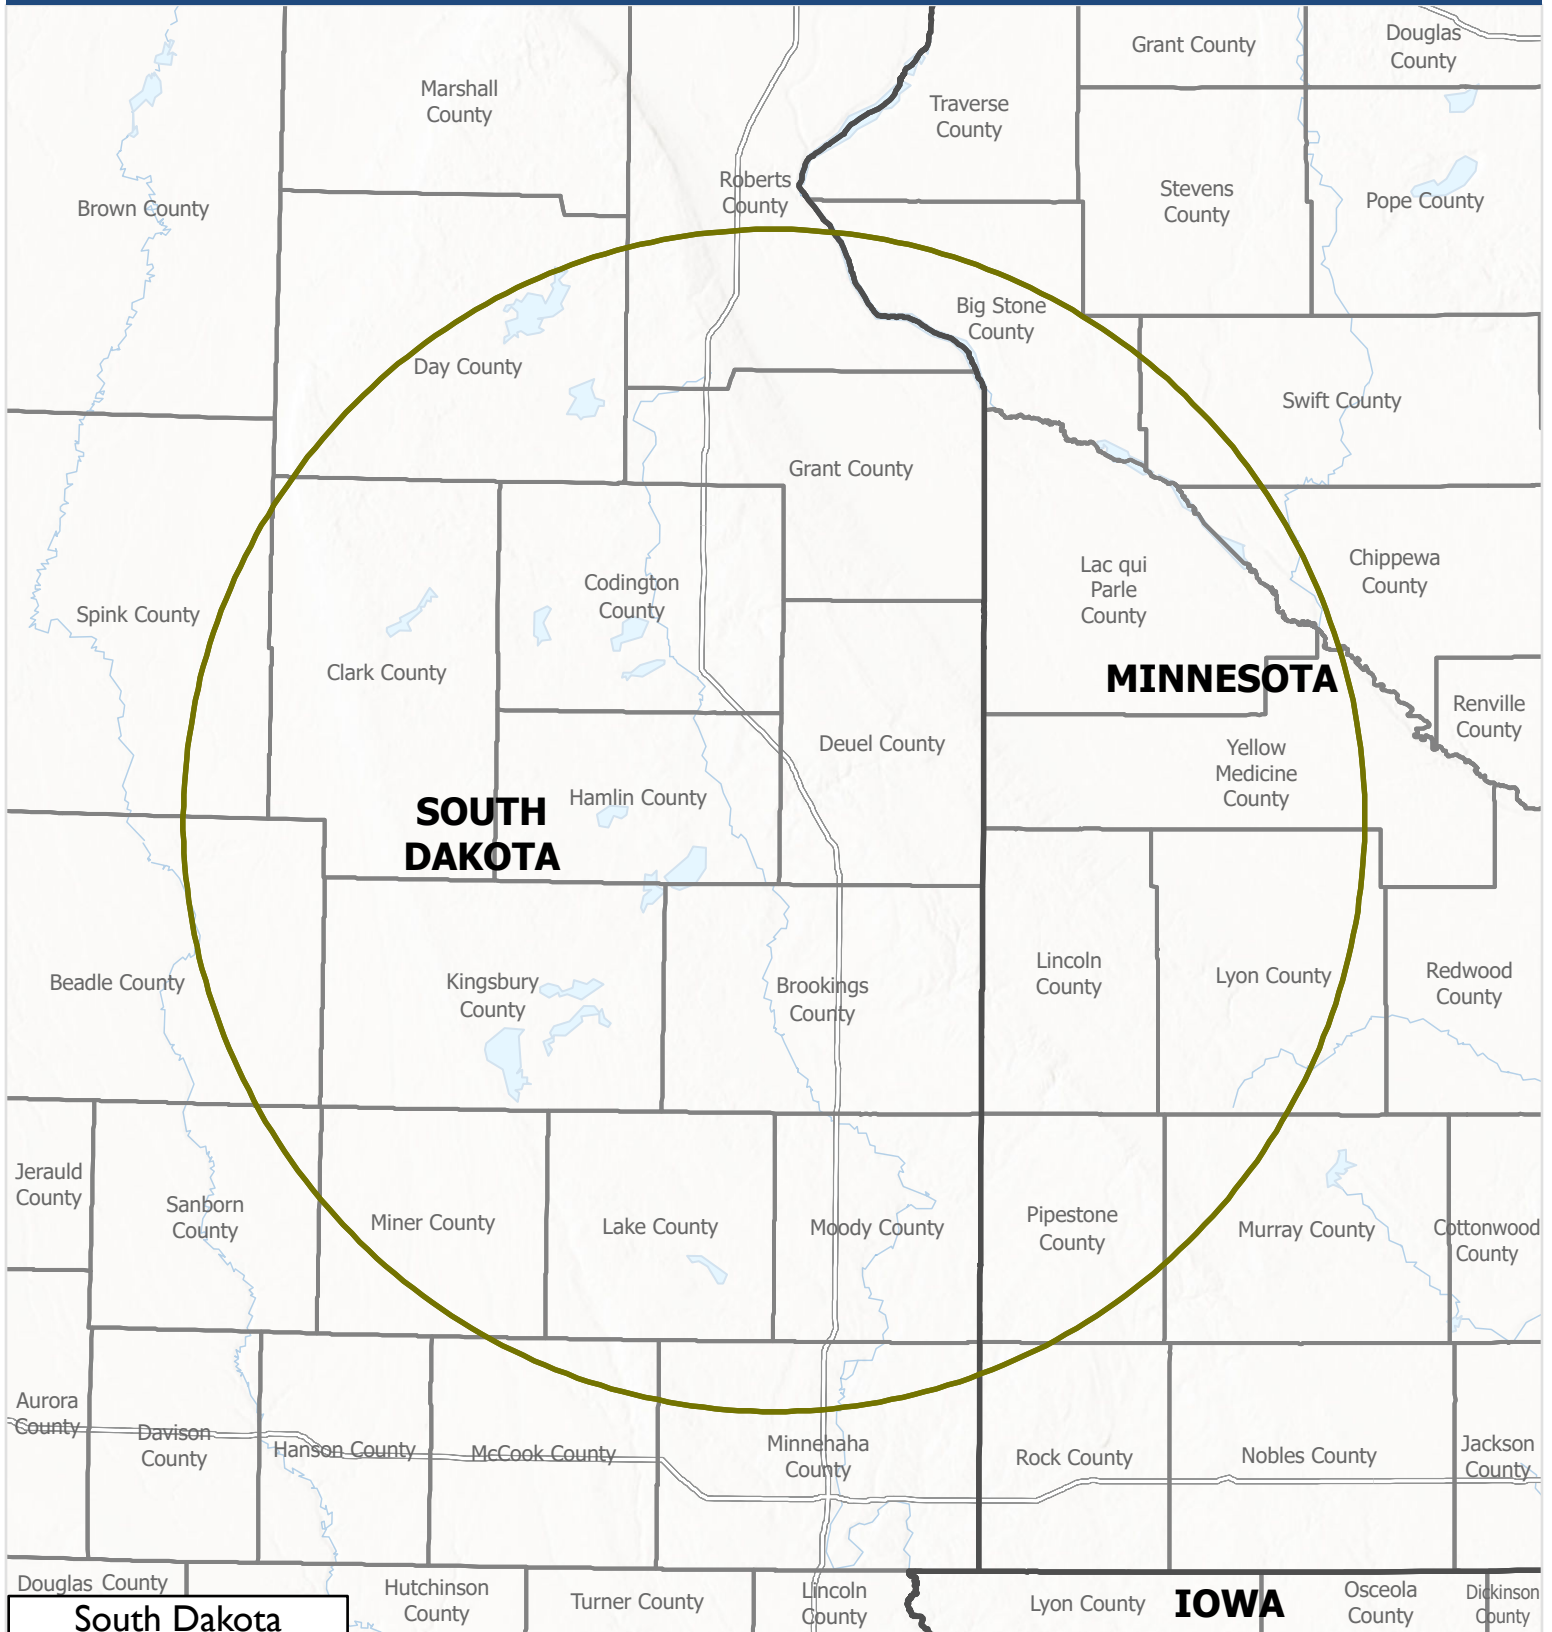 Grant County
Douglas
County
Marshall
County
Traverse
County
Roberts
County
Stevens
County
Brown County
Pope County
Big Stone
County
Day County
Swift County
Grant County
Chippewa
County
Lac qui
Parle
County
Codington
County
Spink County
Clark County
MINNESOTA
Renville
County
Deuel County
Yellow
Medicine
County
Hamlin County
SOUTH
DAKOTA
Lincoln
County
Lyon County
Redwood
County
Beadle County
Kingsbury
County
Brookings
County
Jerauld
County
Sanborn
County
Miner County
Lake County
Moody County
Pipestone
County
Murray County
Cottonwood
County
Aurora
County
Davison
County
Hanson County
McCook County
Minnehaha
County
Rock County
Nobles County
Jackson
County
Douglas County
Hutchinson
County
Turner County
Lincoln
County
Lyon County
IOWA
Osceola
County
Dickinson
County
South Dakota